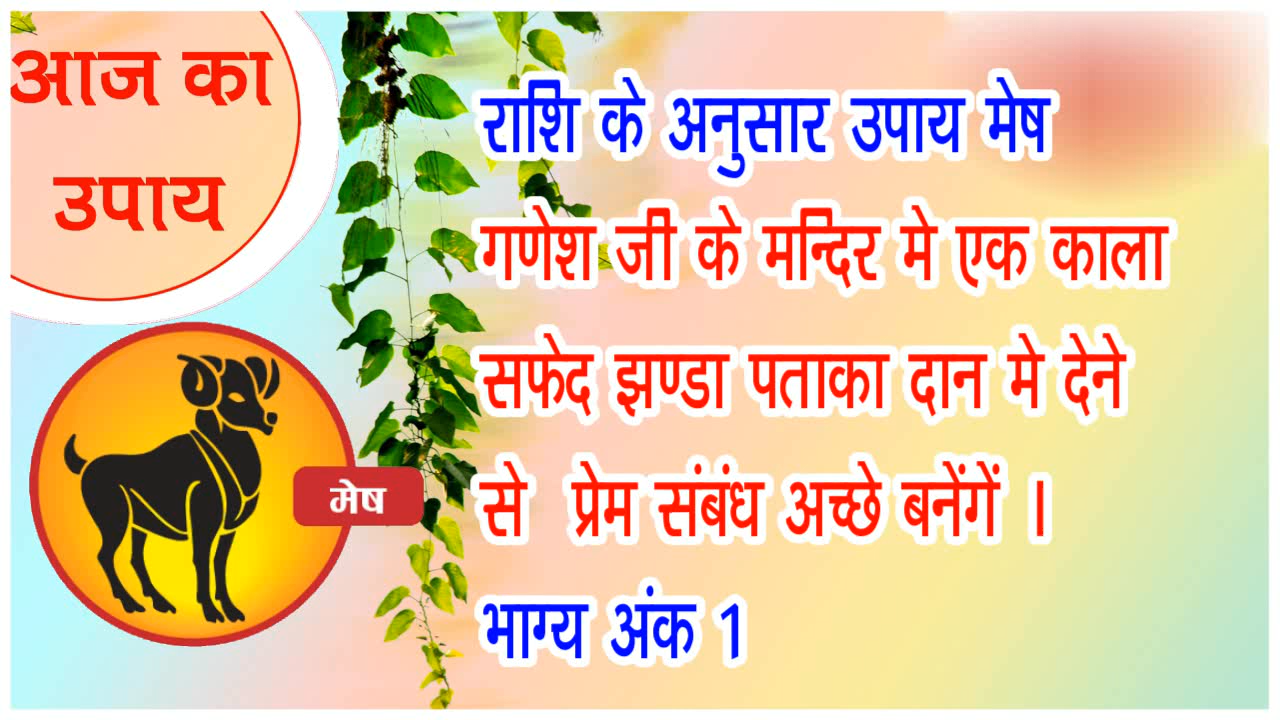 आज का
उपाय
राशि के अनुसार उपाय मेष
गणेश जी के मन्दिर मे एक काला
सफेद झण्डा पताका दान मे देने
से प्रेम संबंध अच्छे बनेंगें ।
भाग्य अंक 1
मेष